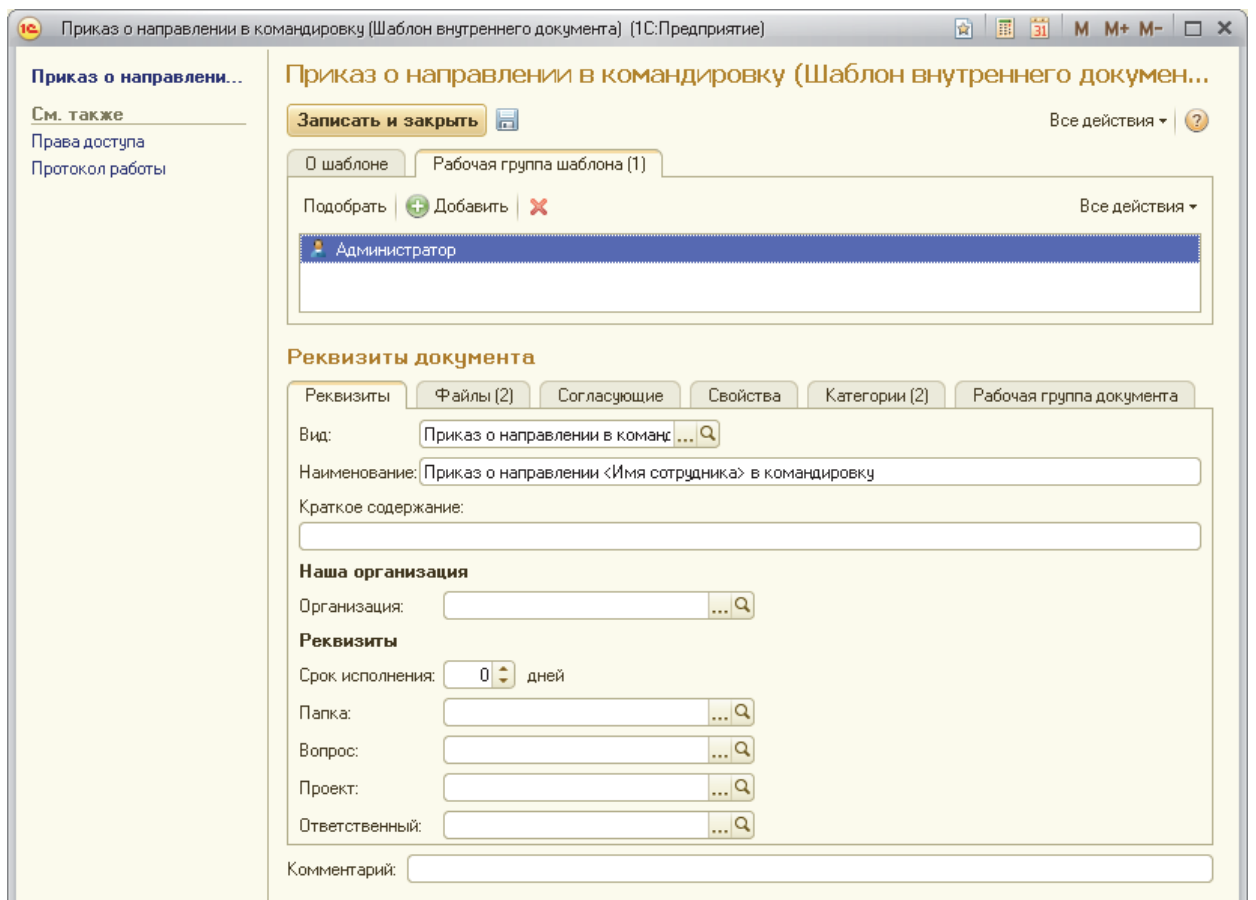 1С Приказ о направлении в командировку (Шаблон внутреннего документа) (1С:Предприятие) 31 M M+ M-
Приказ о направлени...
См. также
Права доступа
Протокол работы
Приказ о направлении в командировку (Шаблон внутреннего докумен...
Записать и закрыть Все действия ?
О шаблоне Рабочая группа шаблона (1)
Подобрать Добавить Все действия
Администратор
Реквизиты документа
Реквизиты Файлы (2) Согласующие Свойства Категории (2) Рабочая группа документа
Вид: Приказ о направлении в команд ...
Наименование: Приказ о направлении <Имя сотрудника> в командировку
Краткое содержание:
Наша организация
Организация: ...
Реквизиты
Срок исполнения: 0 дней
Папка: ...
Вопрос: ...
Проект: ...
Ответственный: ...
Комментарий: